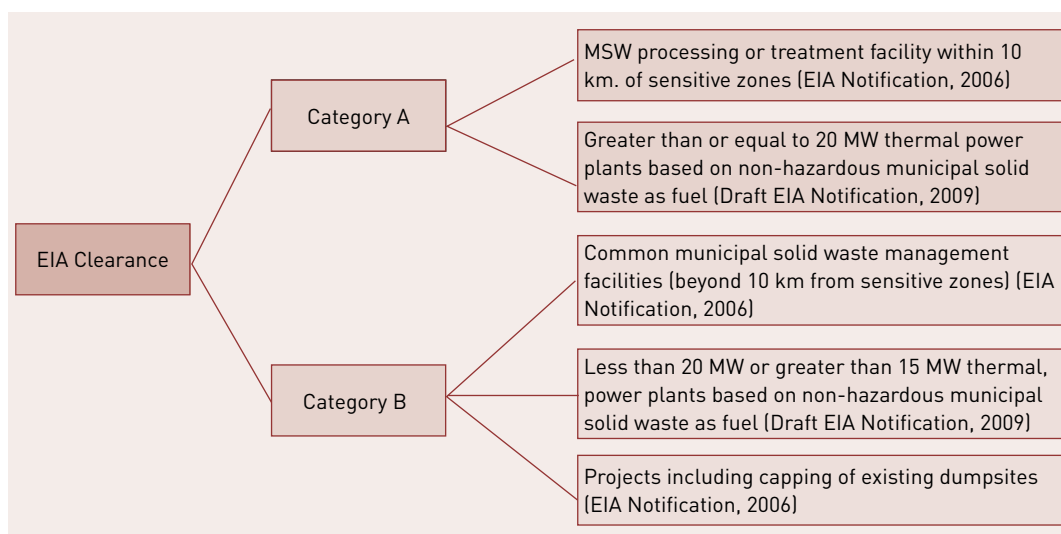 EIA Clearance
Category A
MSW processing or treatment facility within 10
km. of sensitive zones (EIA Notification, 2006)
Greater than or equal to 20 MW thermal power
plants based on non-hazardous municipal solid
waste as fuel (Draft EIA Notification, 2009)
Category B
Common municipal solid waste management
facilities (beyond 10 km from sensitive zones) (EIA
Notification, 2006)
Less than 20 MW or greater than 15 MW thermal,
power plants based on non-hazardous municipal
solid waste as fuel (Draft EIA Notification, 2009)
Projects including capping of existing dumpsites
(EIA Notification, 2006)